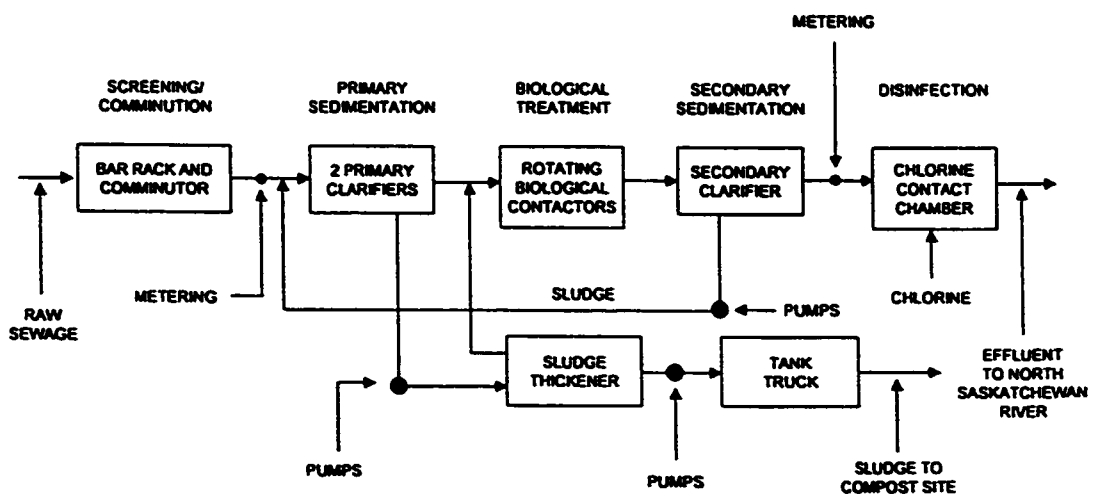 METERING
SCREENING/
COMMINUTION
PRIMARY
SEDIMENTATION
BIOLOGICAL
TREATMENT
SECONDARY
SEDIMENTATION
DISINFECTION
BAR RACK AND
COMMINUTOR
2 PRIMARY
CLARIFIERS
ROTATING
BIOLOGICAL
CONTACTORS
SECONDARY
CLARIFIER
CHLORINE
CONTACT
CHAMBER
RAW
SEWAGE
METERING
SLUDGE
PUMPS
CHLORINE
SLUDGE
THICKENER
TANK
TRUCK
EFFLUENT
TO NORTH
SASKATCHEWAN
RIVER
PUMPS
PUMPS
SLUDGE TO
COMPOST SITE